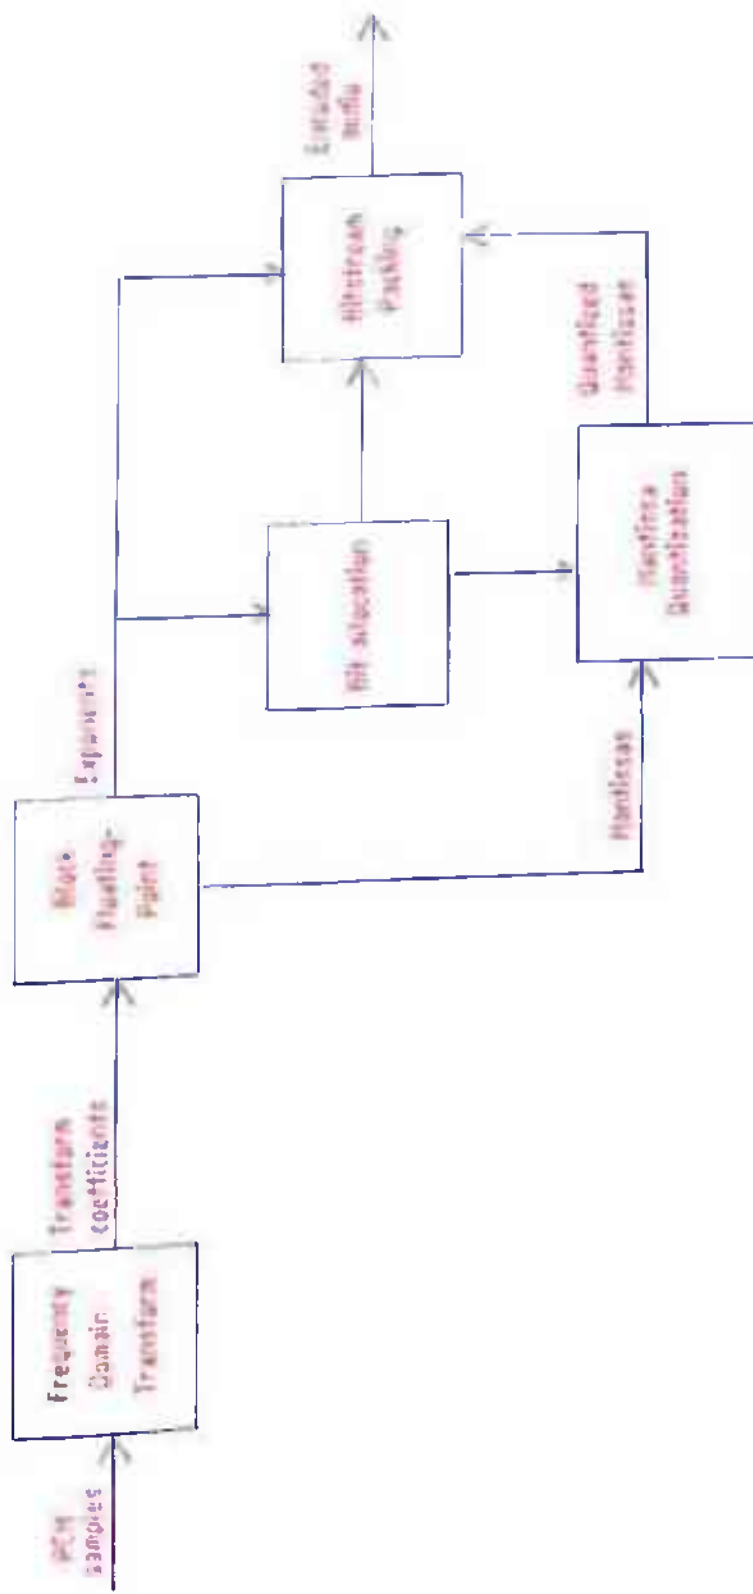 PCM
samples
Frequency
Domain
Transform
Transform
coefficients
Block
Floating-
Point
Exponents
Mantissas
Bit allocation
Mantissa
Quantization
Quantized
Mantissas
Bitstream
Packing
Encoded